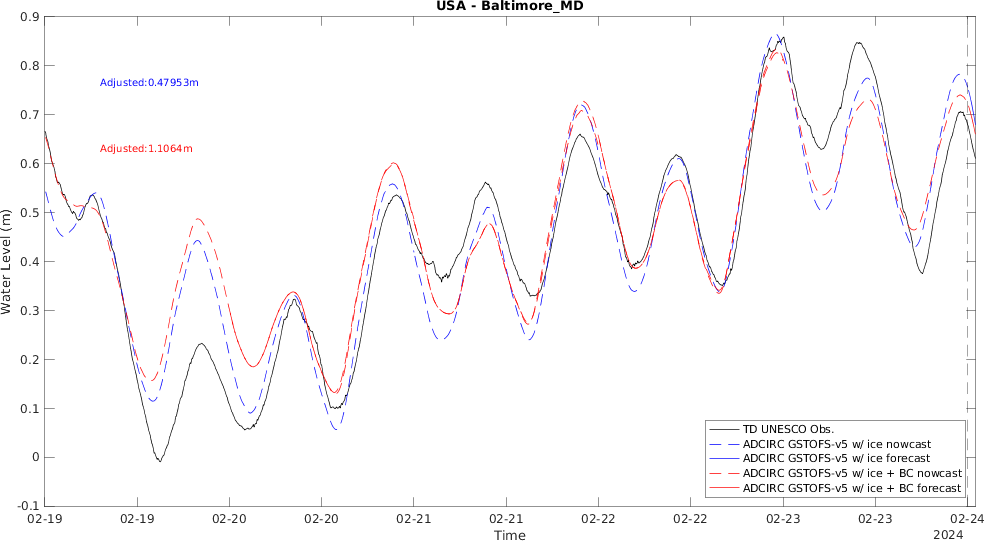 USA - Baltimore_MD
0.9
0.8
0.7
0.6
0.5
0.4
0.3
0.2
0.1
0
-0.1
Water Level (m)
Adjusted:0.47953m
Adjusted:1.1064m
TD UNESCO Obs.
ADCIRC GSTOFS-v5 w/ ice nowcast
ADCIRC GSTOFS-v5 w/ ice forecast
ADCIRC GSTOFS-v5 w/ ice + BC nowcast
ADCIRC GSTOFS-v5 w/ ice + BC forecast
02-19 02-19 02-20 02-20 02-21 02-21 02-22 02-22 02-23 02-23 02-24
Time
2024